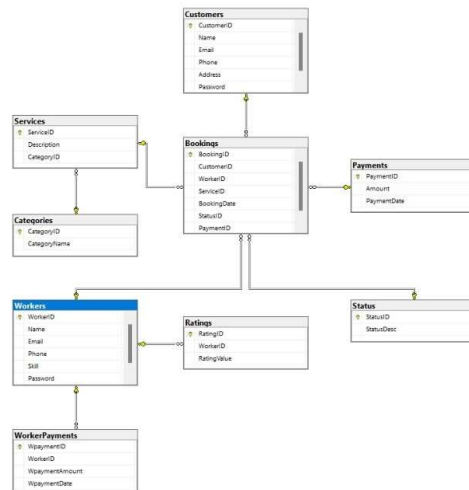 Customers
CustomerID
Name
Email
Phone
Address
Password
Services
ServiceID
Description
CategoryID
Bookings
BookingID
CustomerID
WorkerID
ServiceID
BookingDate
StatusID
PaymentID
Payments
PaymentID
Amount
PaymentDate
Categories
CategoryID
CategoryName
Workers
WorkerID
Name
Email
Phone
Skill
Password
Ratings
RatingID
WorkerID
RatingValue
Status
StatusID
StatusDesc
WorkerPayments
WpaymentID
WorkerID
WpaymentAmount
WpaymentDate